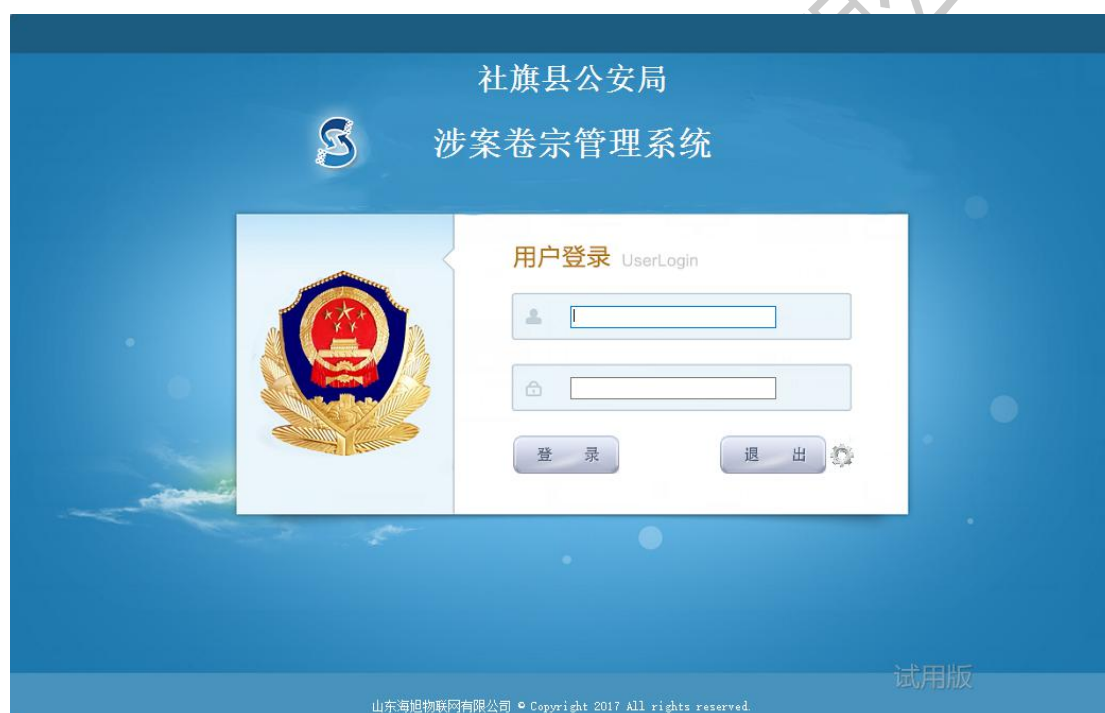 社旗县公安局
涉案卷宗管理系统
用户登录 UserLogin
登 录
退 出
试用版
山东海旭物联网有限公司 © Copyright 2017 All rights reserved.